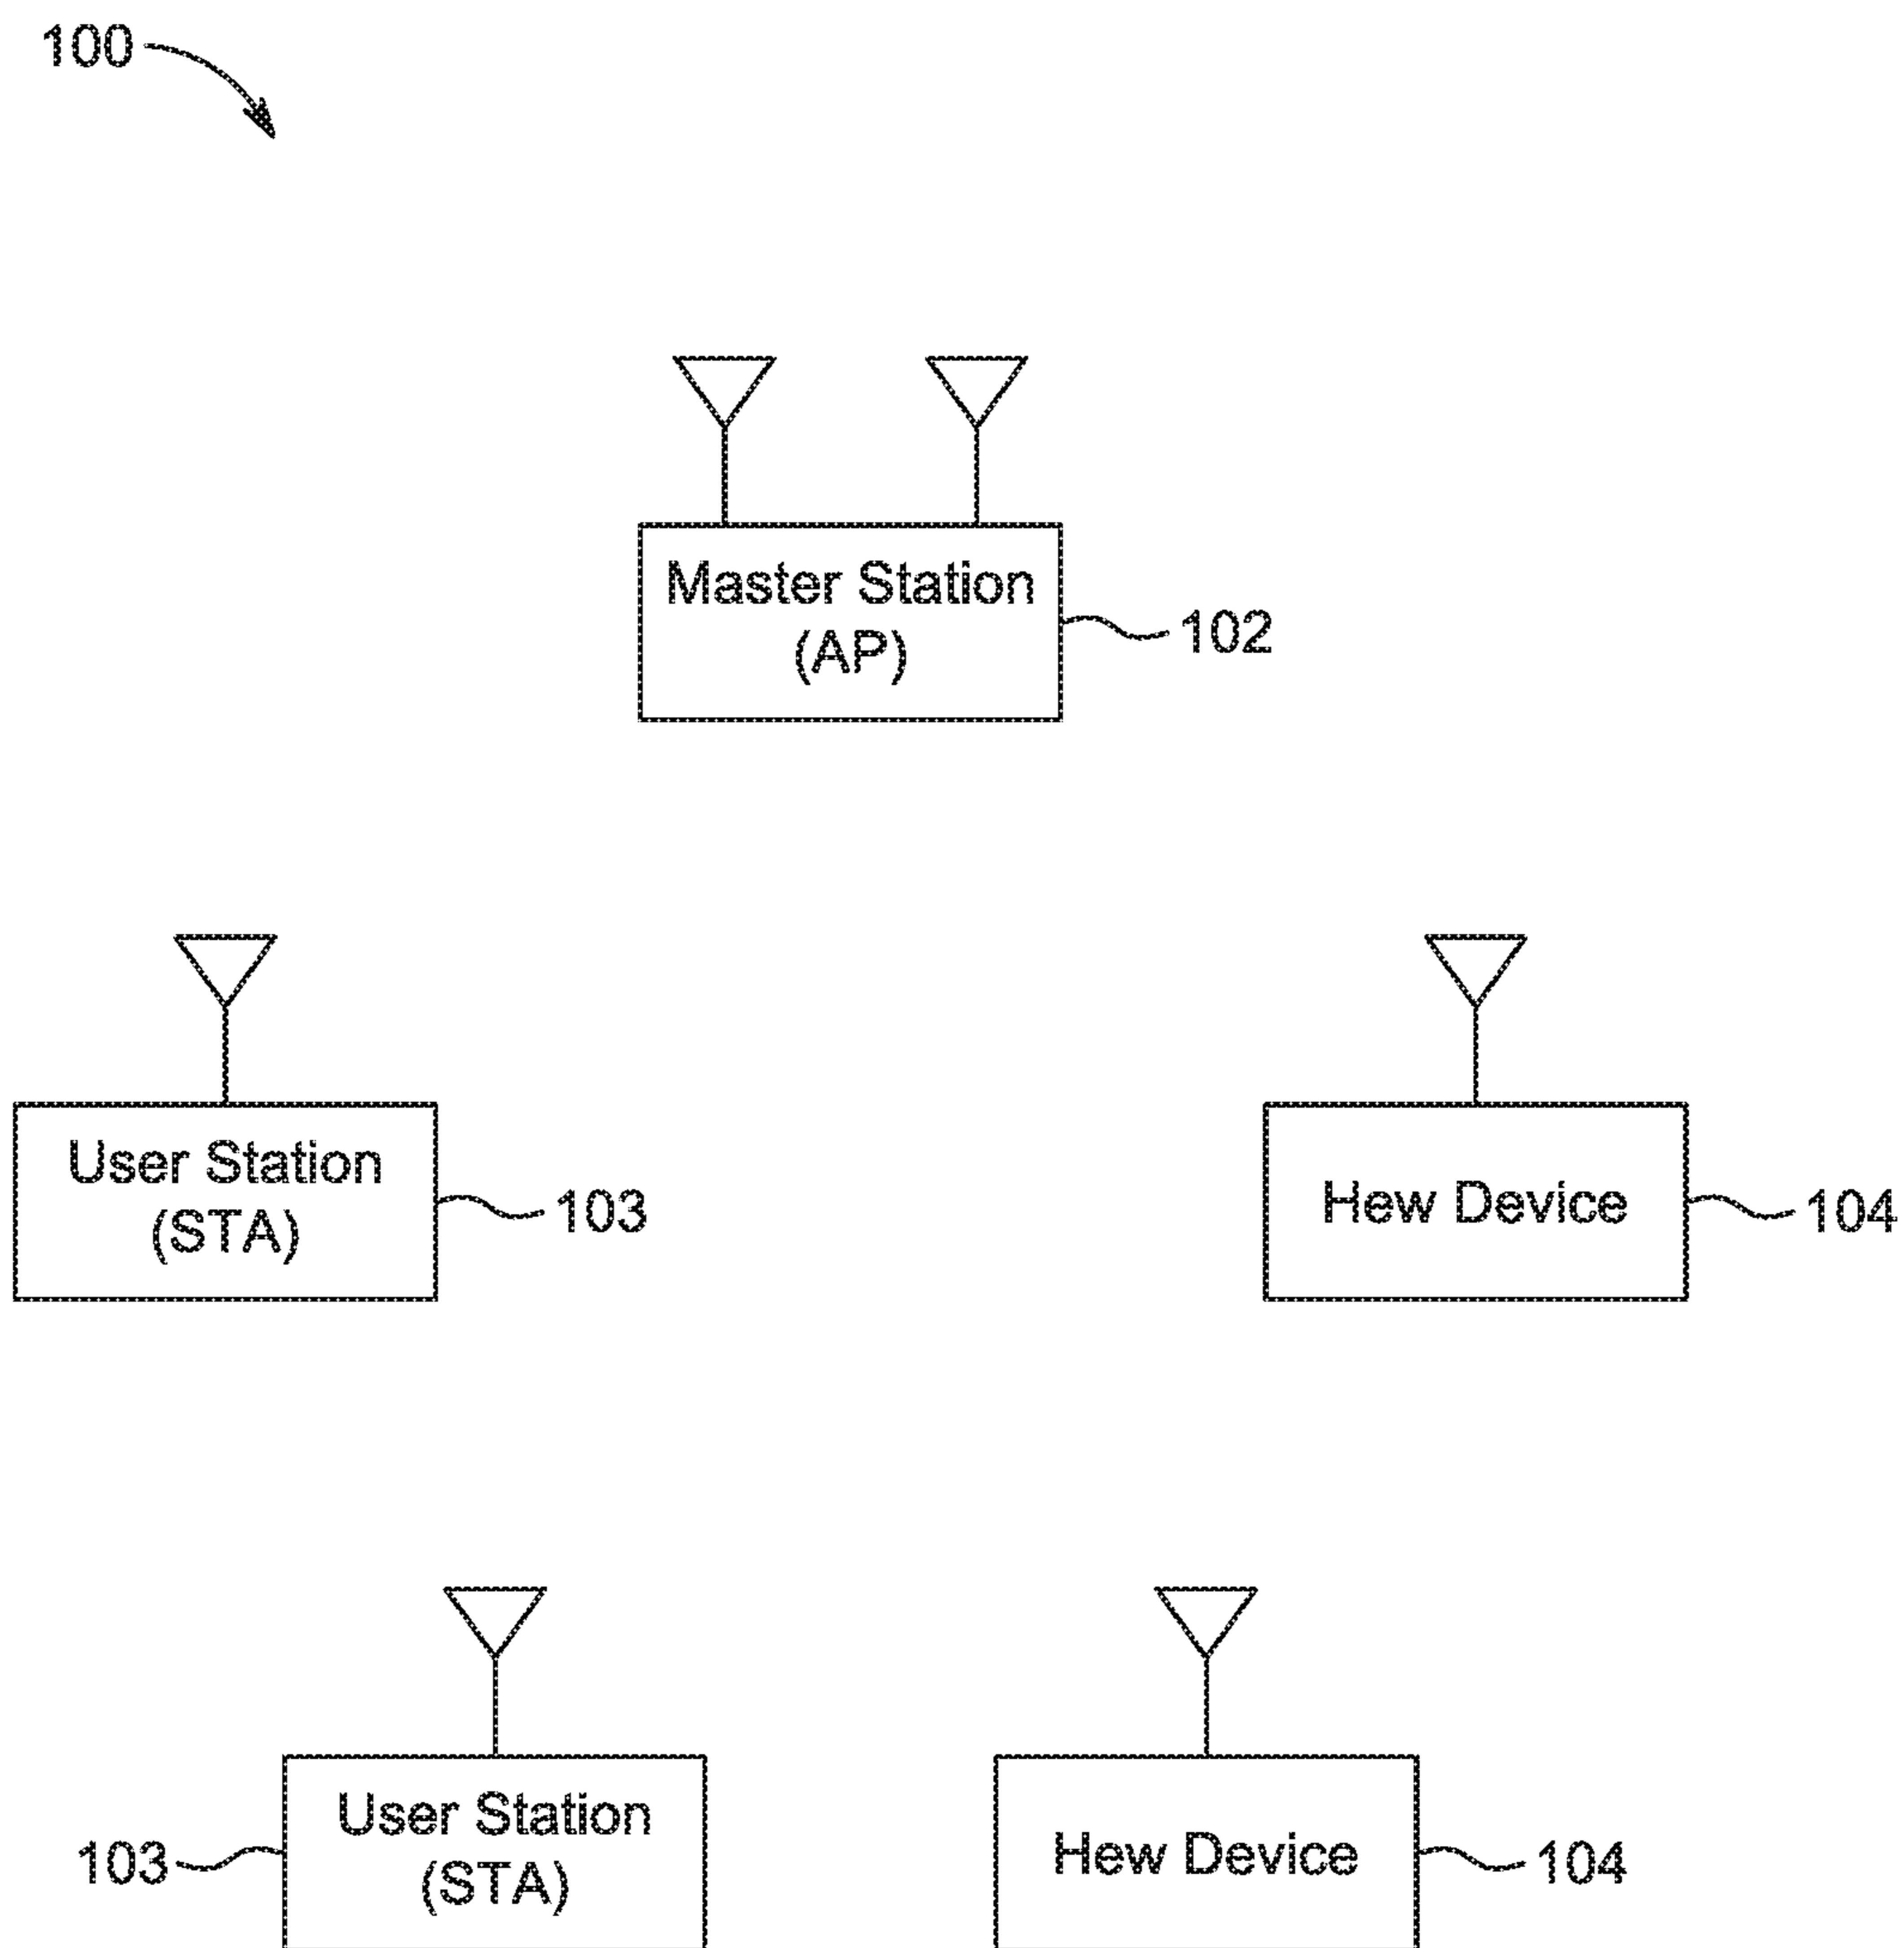 100
Master Station
(AP)
102
User Station
(STA)
103
Hew Device
104
103
User Station
(STA)
Hew Device
104